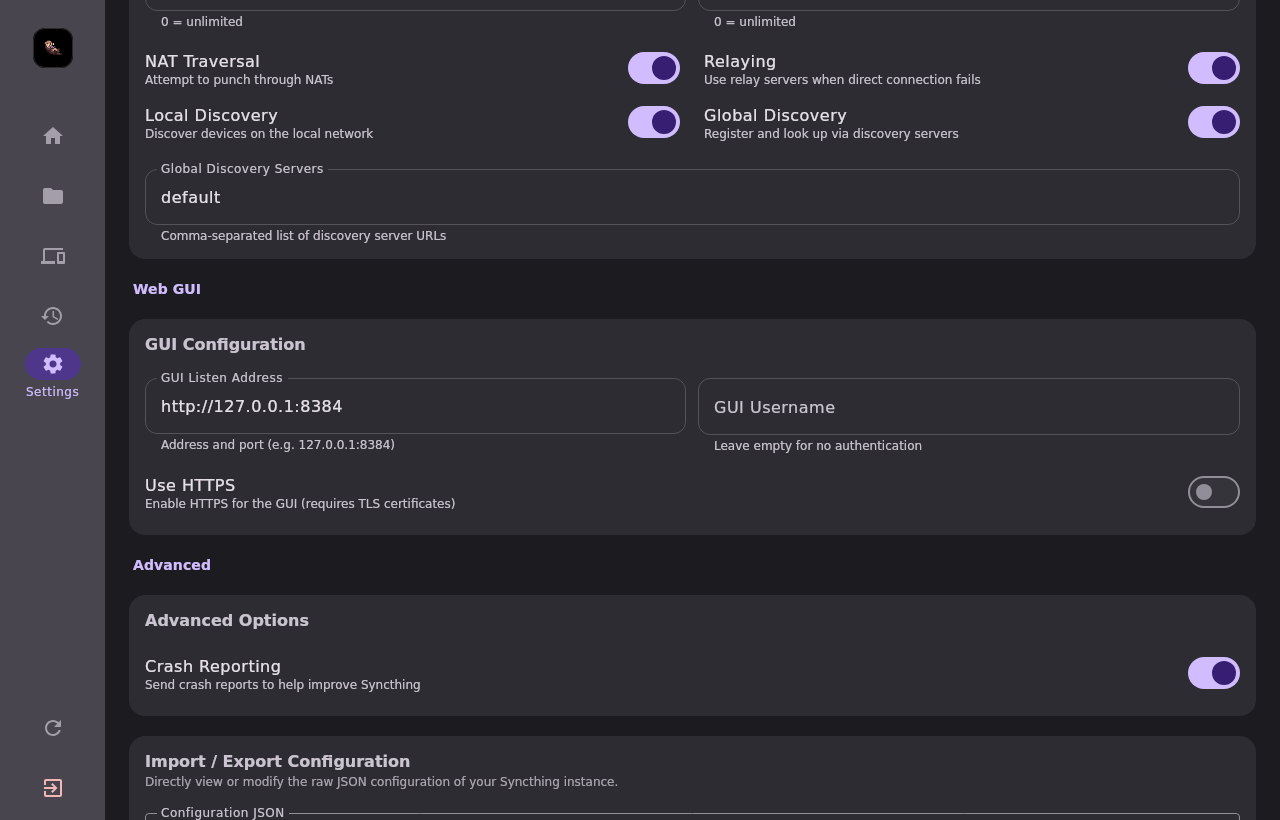 0 = unlimited
0 = unlimited
NAT Traversal
Attempt to punch through NATs
Relaying
Use relay servers when direct connection fails
Local Discovery
Discover devices on the local network
Global Discovery
Register and look up via discovery servers
Global Discovery Servers
default
Comma-separated list of discovery server URLs
Web GUI
GUI Configuration
GUI Listen Address
http://127.0.0.1:8384
Address and port (e.g. 127.0.0.1:8384)
GUI Username
Leave empty for no authentication
Use HTTPS
Enable HTTPS for the GUI (requires TLS certificates)
Settings
Advanced
Advanced Options
Crash Reporting
Send crash reports to help improve Syncthing
Import / Export Configuration
Directly view or modify the raw JSON configuration of your Syncthing instance.
Configuration JSON